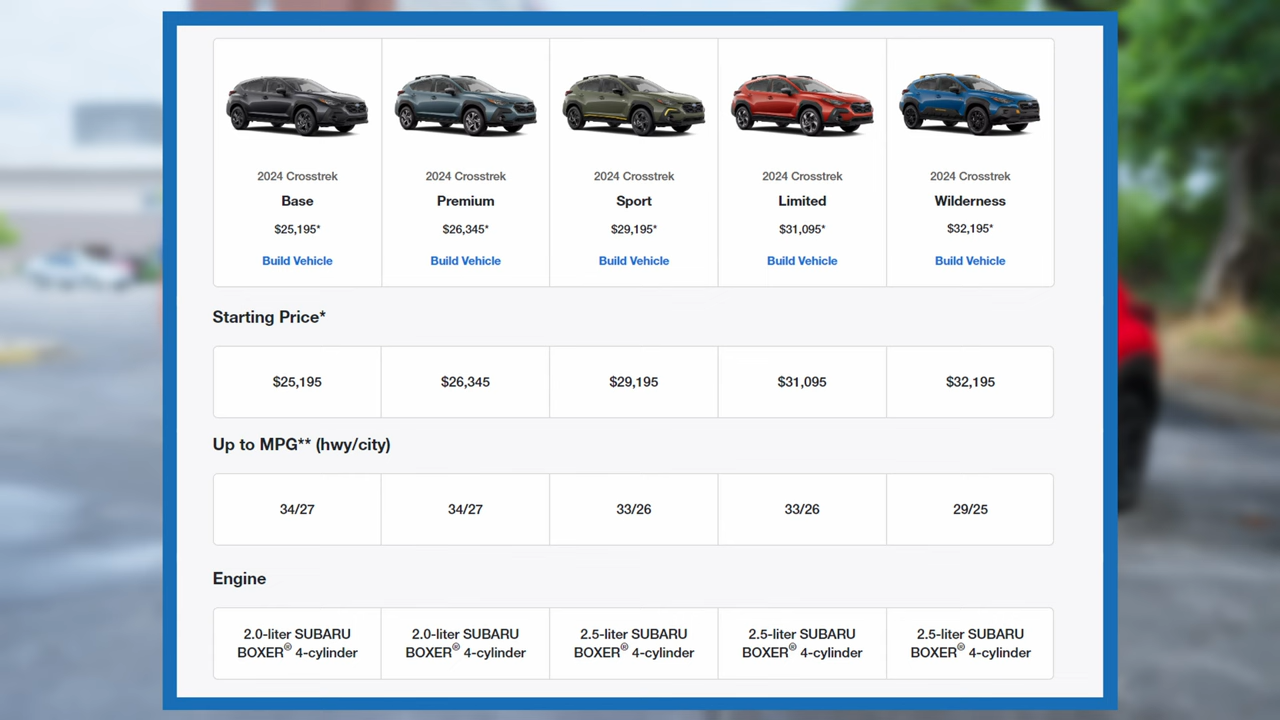 2024 Crosstrek
Base
$25,195*
Build Vehicle
2024 Crosstrek
Premium
$26,345*
Build Vehicle
2024 Crosstrek
Sport
$29,195*
Build Vehicle
2024 Crosstrek
Limited
$31,095*
Build Vehicle
2024 Crosstrek
Wilderness
$32,195*
Build Vehicle
Starting Price*
$25,195
$26,345
$29,195
$31,095
$32,195
Up to MPG** (hwy/city)
34/27
34/27
33/26
33/26
29/25
Engine
2.0-liter SUBARU
BOXER® 4-cylinder
2.0-liter SUBARU
BOXER® 4-cylinder
2.5-liter SUBARU
BOXER® 4-cylinder
2.5-liter SUBARU
BOXER® 4-cylinder
2.5-liter SUBARU
BOXER® 4-cylinder